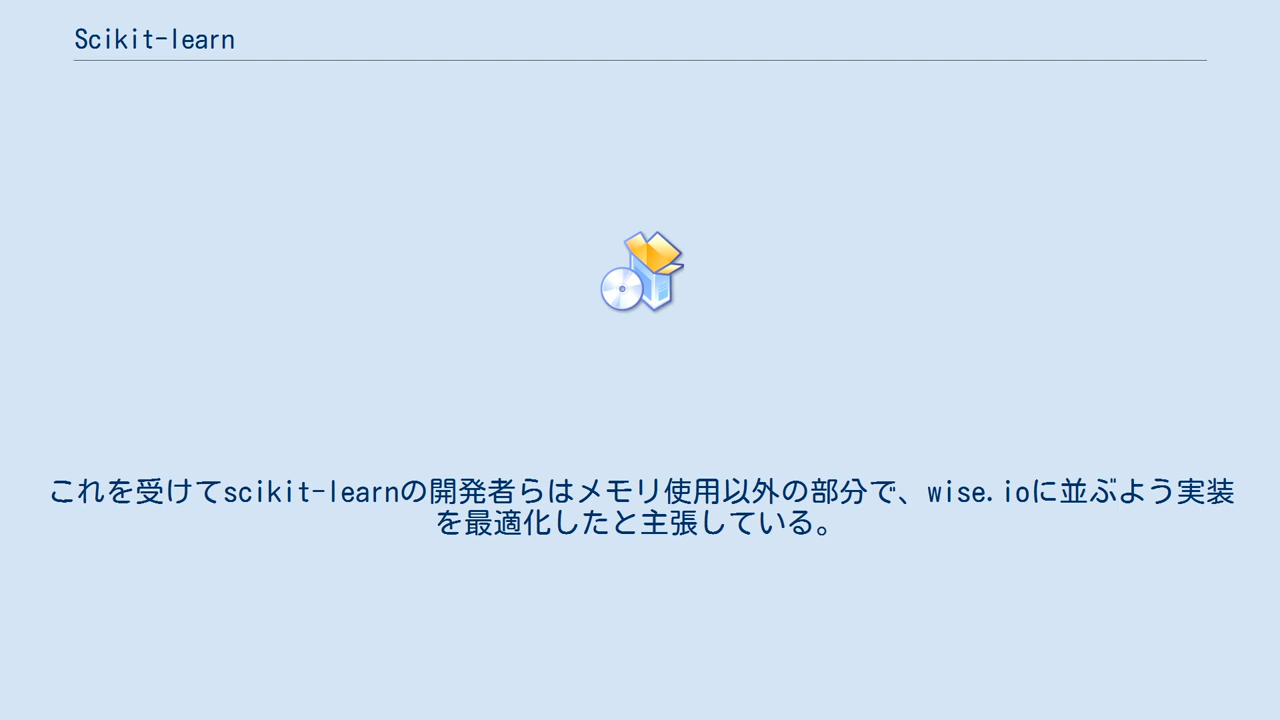 Scikit-learn
これを受けてscikit-learnの開発者らはメモリ使用以外の部分で、wise.ioに並ぶよう実装
を最適化したと主張している。